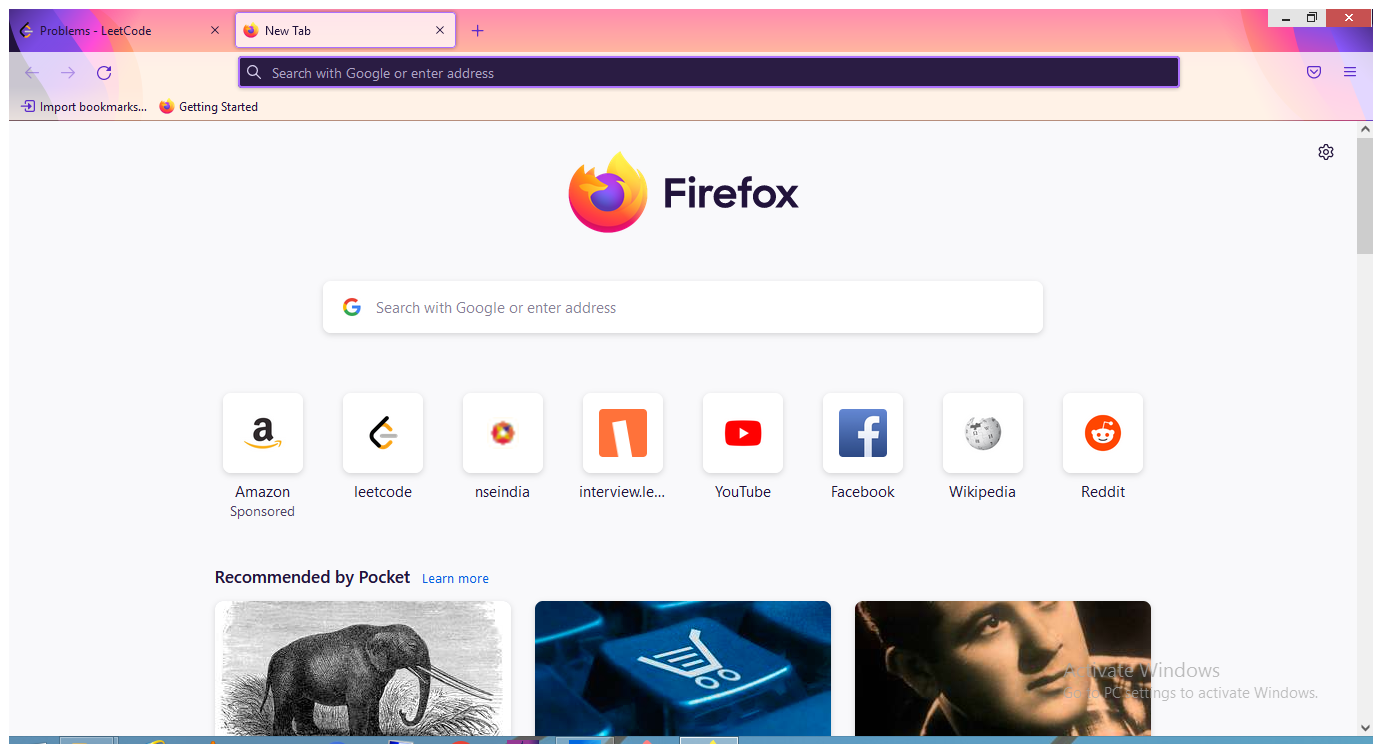 Problems - LeetCode
New Tab
Search with Google or enter address
Import bookmarks...
Getting Started
Firefox
Search with Google or enter address
Amazon
Sponsored
leetcode
nseindia
interview.le...
YouTube
Facebook
Wikipedia
Reddit
Recommended by Pocket
Learn more
Activate Windows
Go to PC settings to activate Windows.